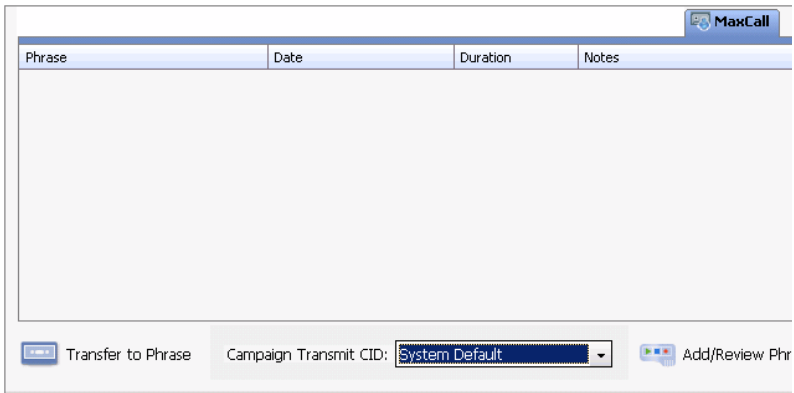 MaxCall
Phrase Date Duration Notes
Transfer to Phrase Campaign Transmit CID: System Default Add/Review Phr